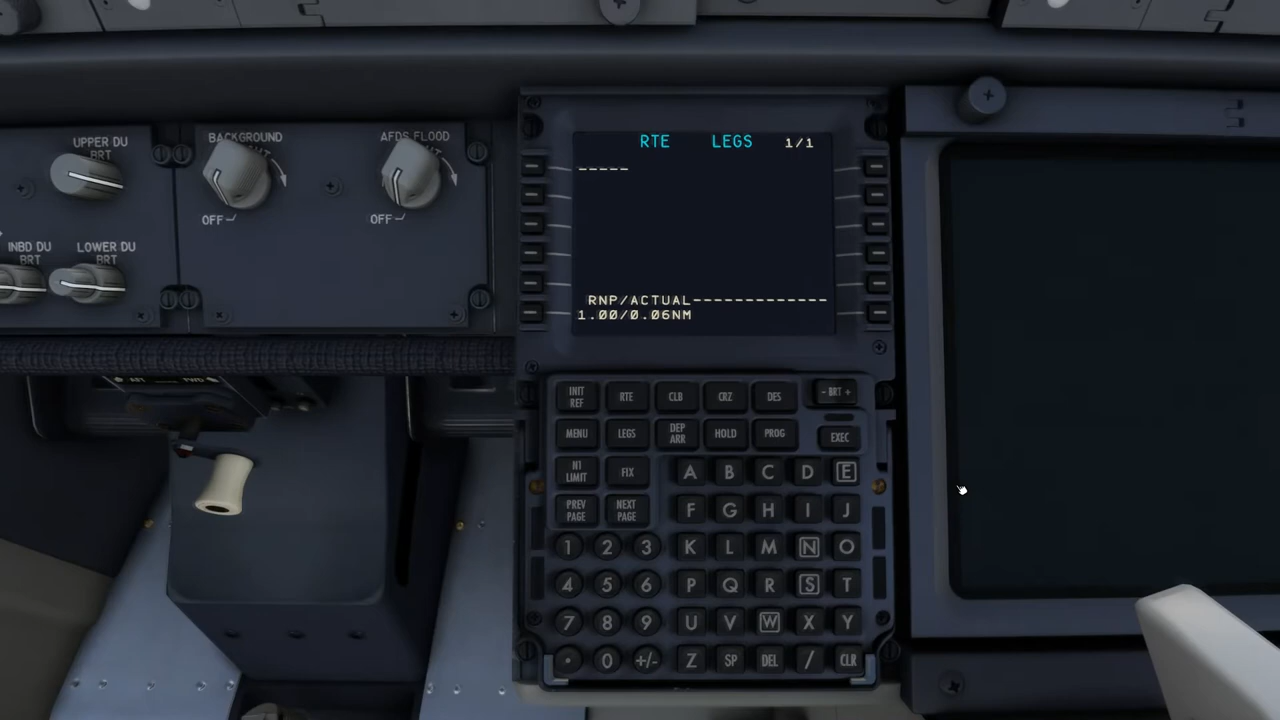 UPPER DU
BRT
BACKGROUND
AFDS FLOOD
OFF
OFF
INBD DU
BRT
LOWER DU
BRT
RTE LEGS 1/1
-----
RNP/ACTUAL-------------
1.00/0.06NM
INIT
REF
RTE
CLB
CRZ
DES
- BRT +
MENU
LEGS
DEP
ARR
HOLD
PROG
EXEC
N1
LIMIT
FIX
A B C D E
PREV
PAGE
NEXT
PAGE
F G H I J
1 2 3 K L M N O
4 5 6 P Q R S T
7 8 9 U V W X Y
. 0 +/- Z SP DEL / CLR